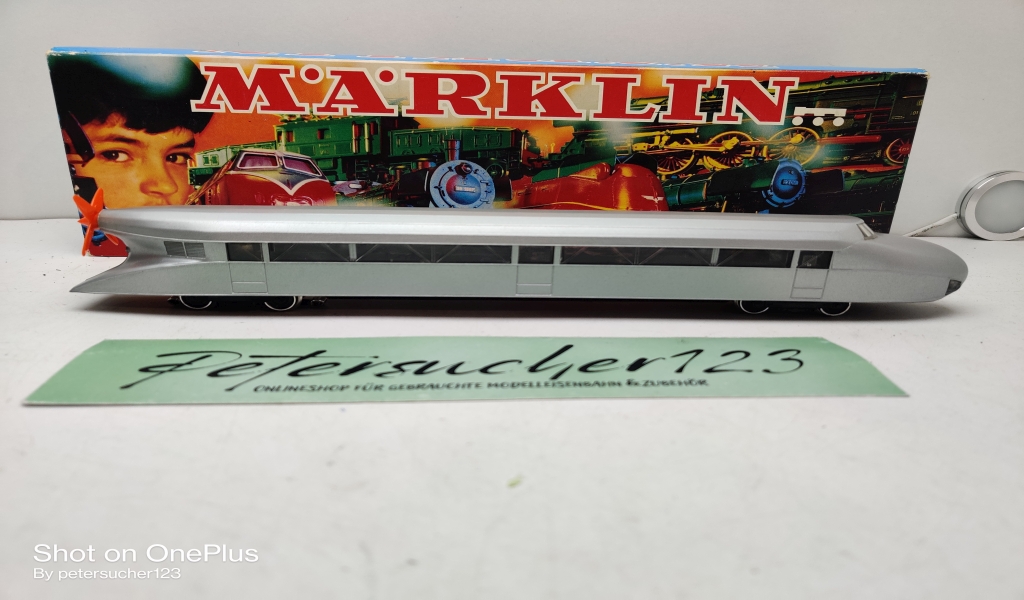 MÄRKLIN
Petersucher123
ONLINESHOP FÜR GEBRAUCHTE MODELLEISENBAHN & ZUBEHÖR
Shot on OnePlus
By petersucher123